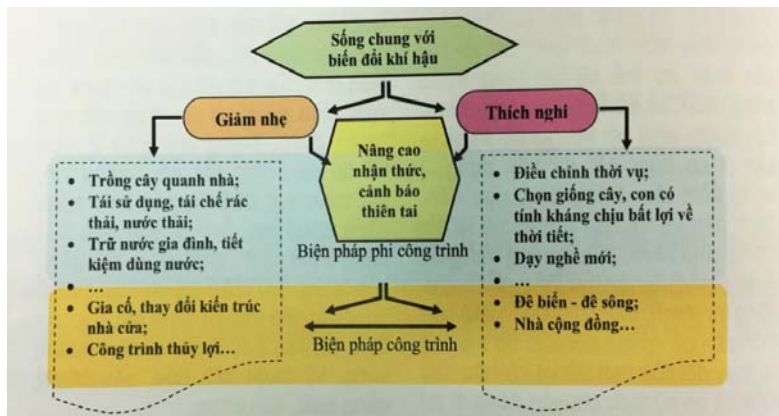 Sống chung với
biến đổi khí hậu
Giảm nhẹ
Thích nghi
Nâng cao
nhận thức,
cảnh báo
thiên tai
• Trồng cây quanh nhà;
• Tái sử dụng, tái chế rác
thải, nước thải;
• Trữ nước gia đình, tiết
kiệm dùng nước;
• ...
• Gia cố, thay đổi kiến trúc
nhà cửa;
• Công trình thủy lợi...
Biện pháp phi công trình
Biện pháp công trình
• Điều chỉnh thời vụ;
• Chọn giống cây, con có
tính kháng chịu bất lợi về
thời tiết;
• Dạy nghề mới;
• ...
• Đê biển - đê sông;
• Nhà cộng đồng...